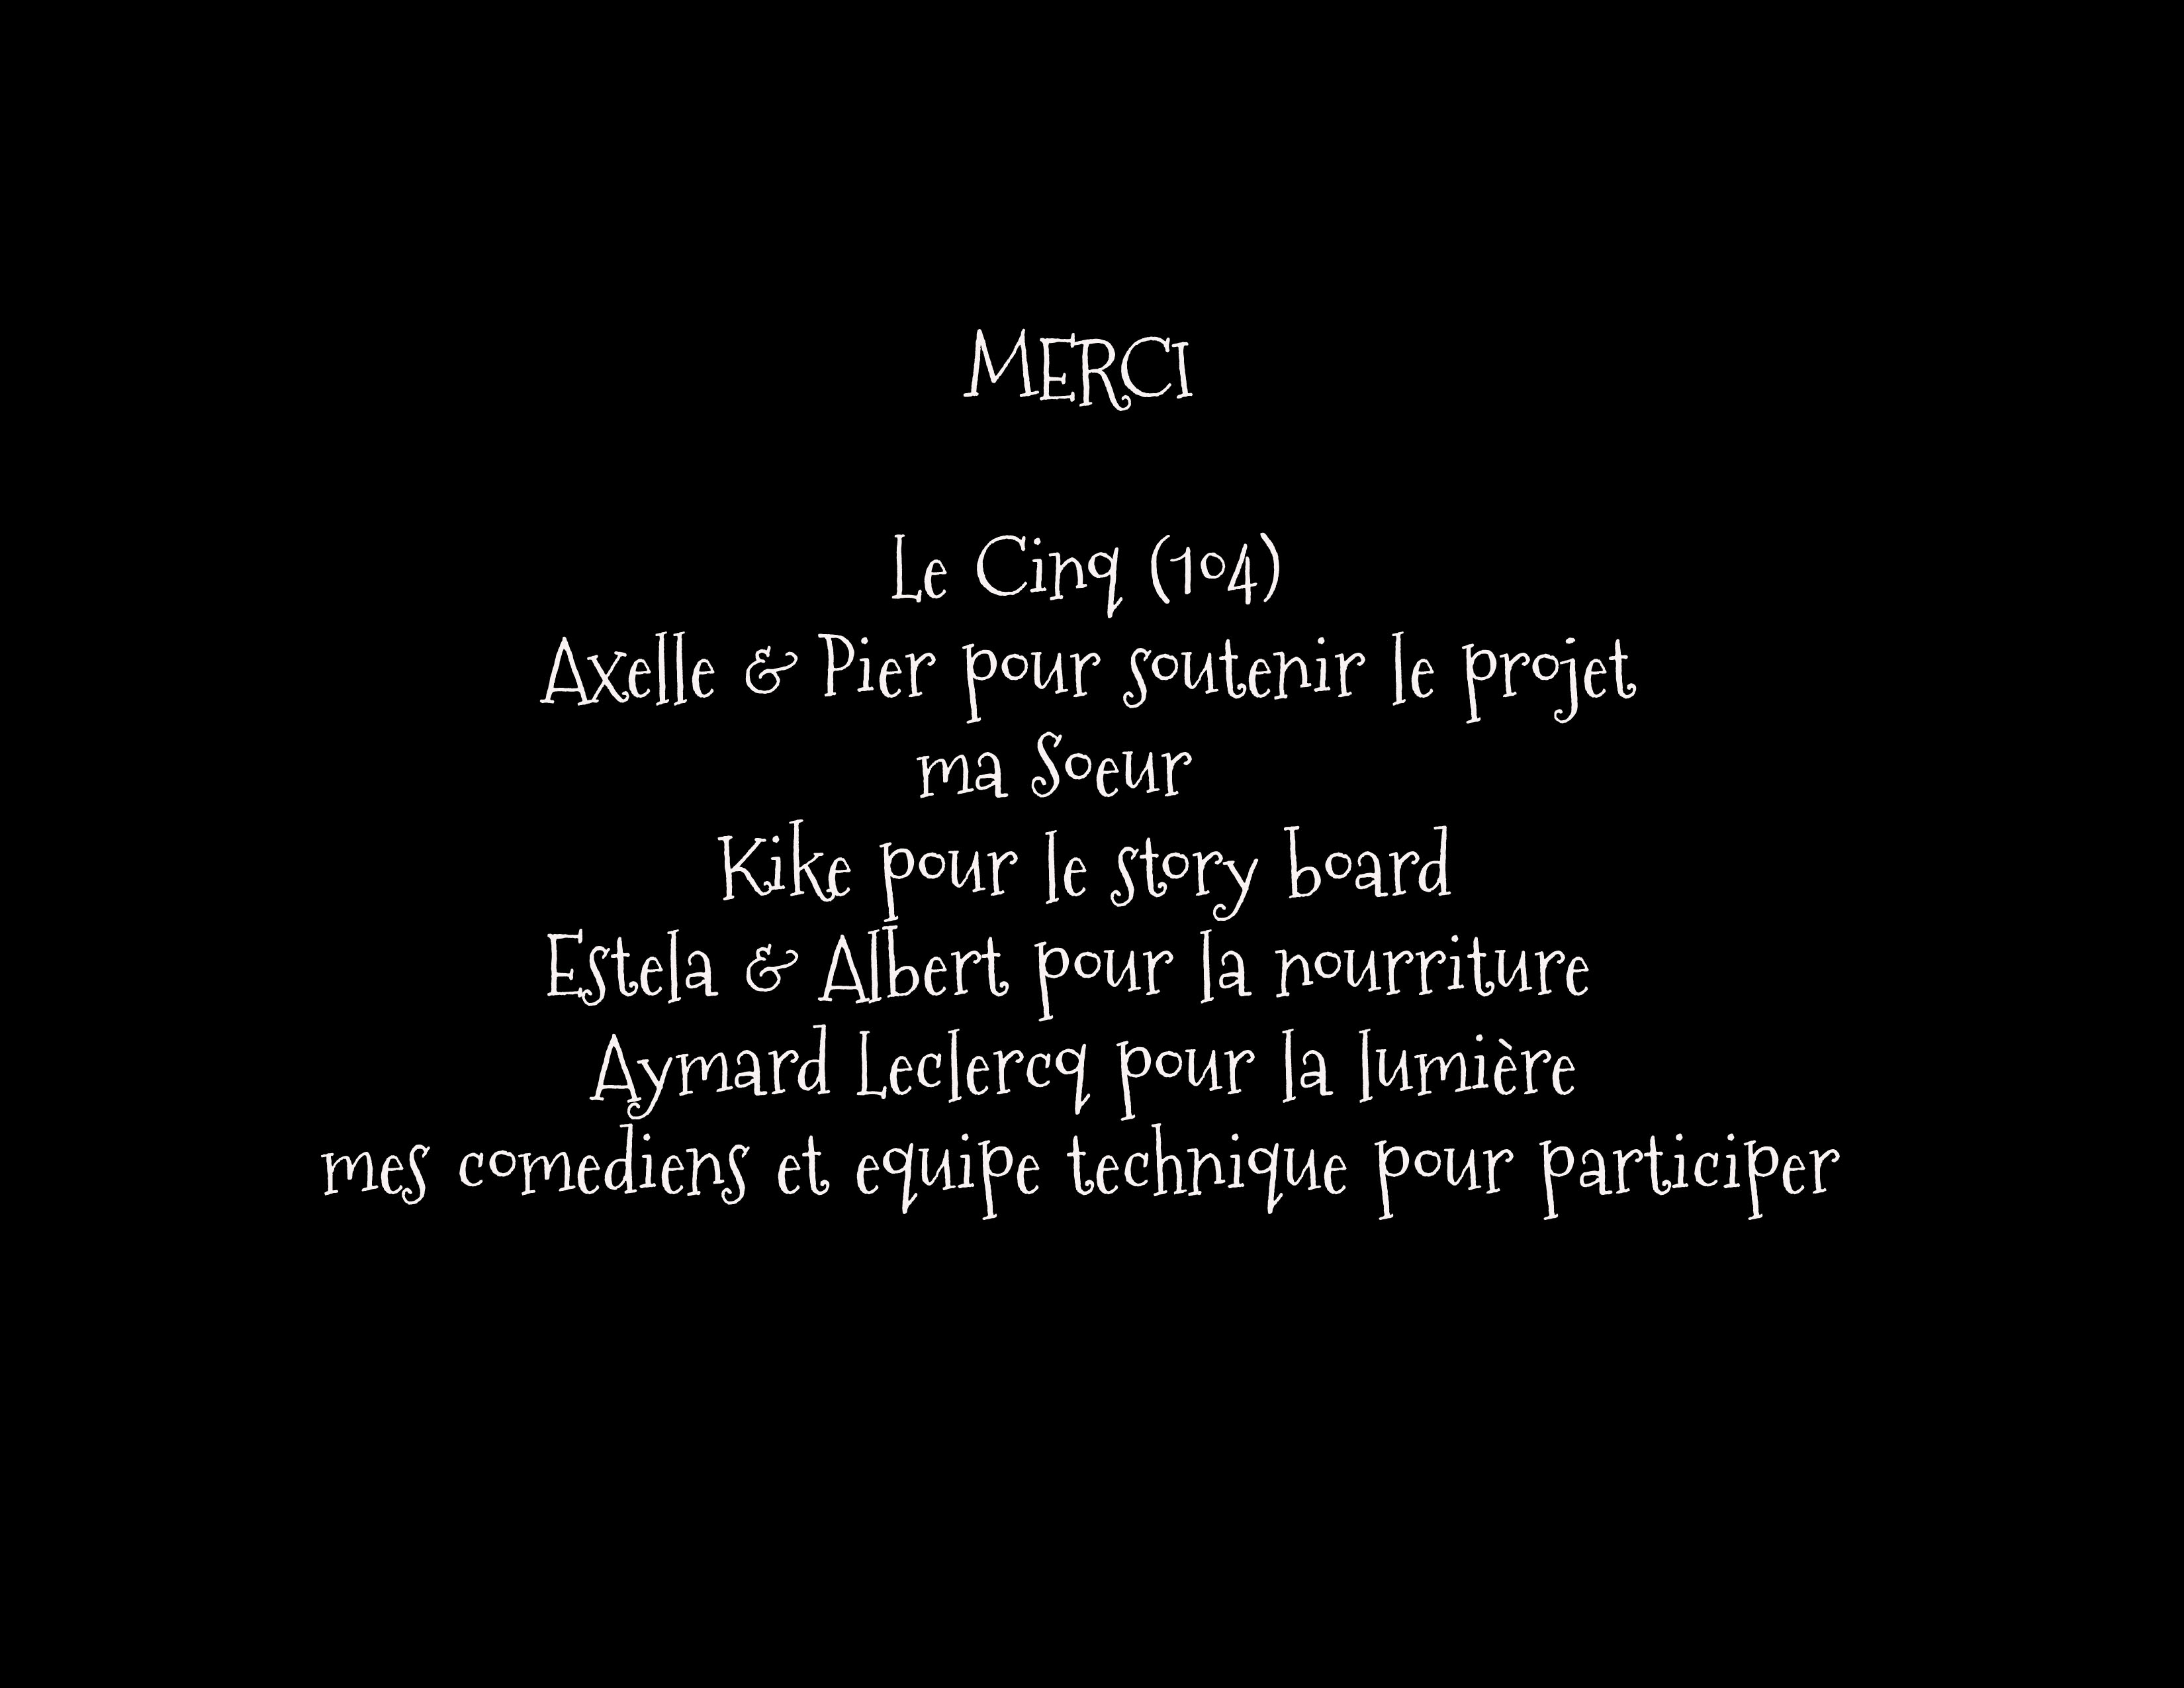 MERCI
Le Cinq (104)
Axelle & Pier pour soutenir le projet
ma Soeur
Kike pour le story board
Estela & Albert pour la nourriture
Aymard Leclercq pour la lumière
mes comediens et equipe technique pour participer